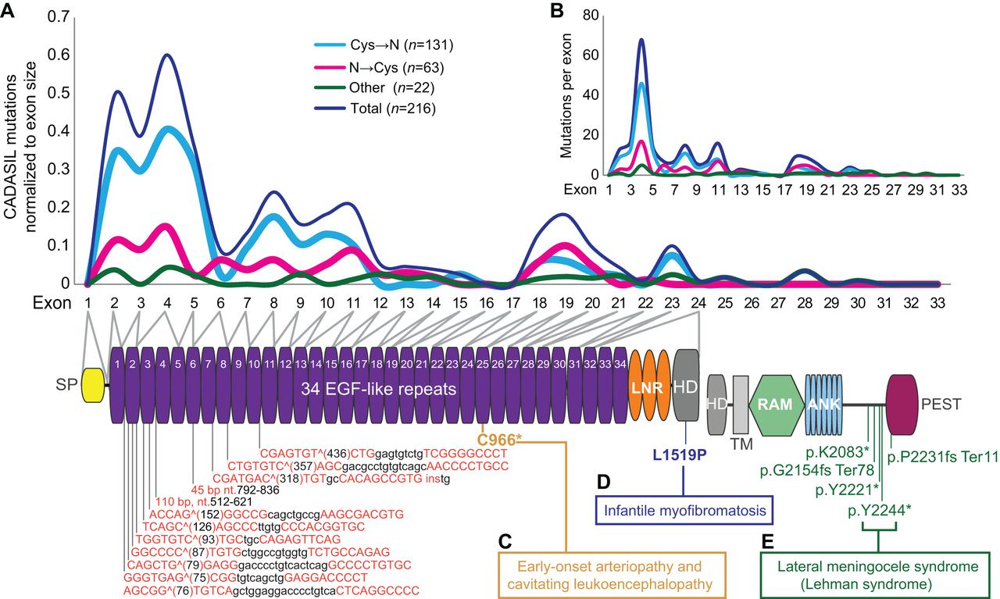 A
B
0.7
0.6
0.5
0.4
0.3
0.2
0.1
0
CADASIL mutations
normalized to exon size
Cys→N (n=131)
N→Cys (n=63)
Other (n=22)
Total (n=216)
80
60
40
20
0
Mutations per exon
Exon 1 3 4 5 7 9 11 13 15 17 19 21 23 25 27 29 31 33
Exon 1 2 3 4 5 6 7 8 9 10 11 12 13 14 15 16 17 18 19 20 21 22 23 24 25 26 27 28 29 30 31 32 33
SP
1 2 3 4 5 6 7 8 9 10 11 12 13 14 15 16 17 18 19 20 21 22 23 24 25 26 27 28 29 30 31 32 33 34
34 EGF-like repeats
LNR
HD
HD
TM
RAM
ANK
PEST
C966*
CGAGTGT^(436)CTGgagtgtctgTCGGGGCCCT
CTGTGTC^(357)AGCgacgcctgtgtcagcAACCCCTGCC
CGATGAC^(318)TGTgcCACAGCCGTG instg
45 bp nt.792-836
110 bp, nt.512-621
ACCAG^(152)GGCCGcagctgccgAAGCGACGTG
TCAGC^(126)AGCCCttgtgCCCACGGTGC
TGGTGTC^(93)TGCtgcCAGAGTTCAG
GGCCCC^(87)TGTGctggccgtggtgTCTGCCAGAG
CAGCTG^(79)GAGGgacccctgtcactcagGCCCCTGTGC
GGGTGAG^(75)CGGtgtcagctgGAGGACCCCT
AGCGG^(76)TGTCAgctggaggaccccctgtcaCTCAGGCCCC
L1519P
D
Infantile myofibromatosis
C
Early-onset arteriopathy and
cavitating leukoencephalopathy
p.K2083*
p.G2154fs Ter78
p.Y2221*
p.Y2244*
p.P2231fs Ter11
E
Lateral meningocele syndrome
(Lehman syndrome)